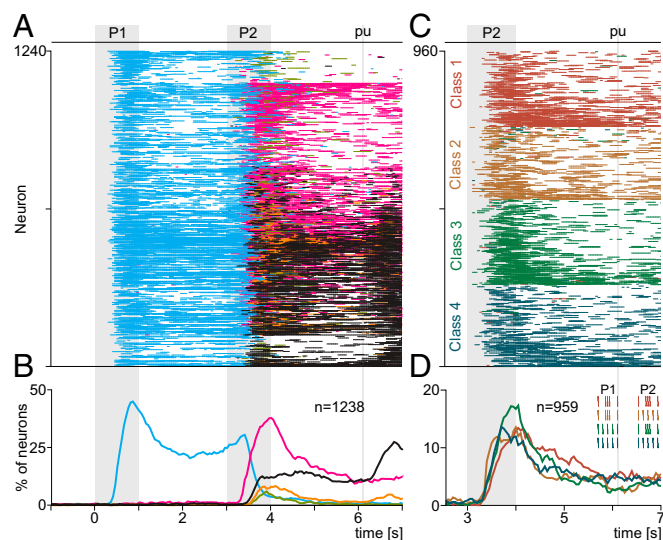 A
C
P1
P2
pu
P2
pu
1240
960
Neuron
Class 1
Class 2
Class 3
Class 4
B
D
50
25
0
% of neurons
n=1238
0
2
4
6
time [s]
20
10
0
n=959
P1
P2
3
5
7
time [s]